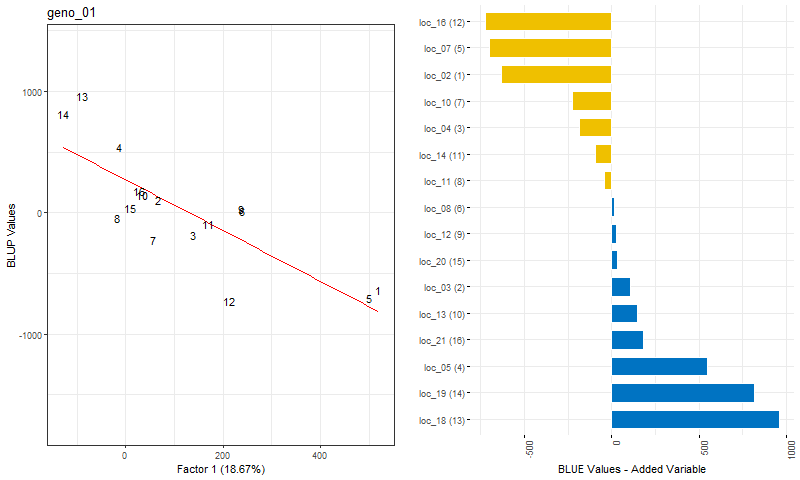 geno_01
BLUP Values
1000
0
-1000
13
14
4
16
10
2
15
8
7
3
11
9
6
12
5
1
0
200
400
Factor 1 (18.67%)
loc_16 (12)
loc_07 (5)
loc_02 (1)
loc_10 (7)
loc_04 (3)
loc_14 (11)
loc_11 (8)
loc_08 (6)
loc_12 (9)
loc_20 (15)
loc_03 (2)
loc_13 (10)
loc_21 (16)
loc_05 (4)
loc_19 (14)
loc_18 (13)
-500
0
500
1000
BLUE Values - Added Variable